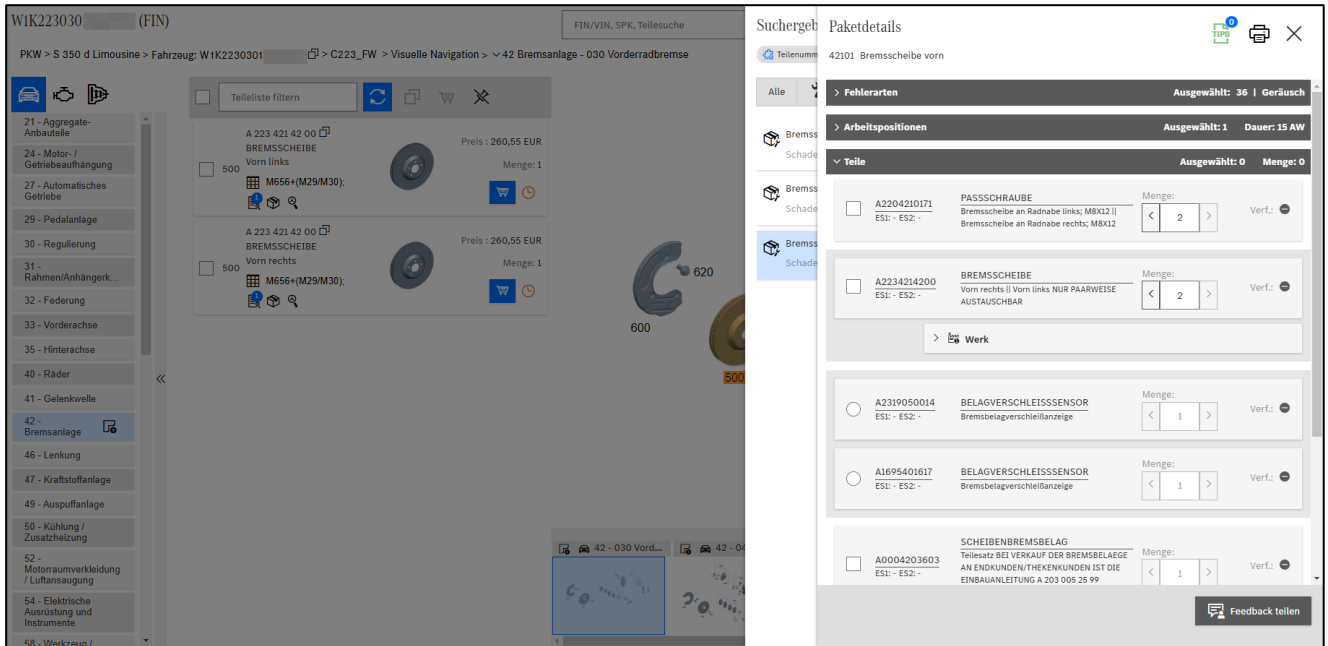 W1K223030 (FIN)
FIN/VIN, SPK, Teilesuche
PKW > S 350 d Limousine > Fahrzeug: W1K2230301 > C223_FW > Visuelle Navigation > 42 Bremsanlage - 030 Vorderradbremse
21 - Aggregate-
Anbauteile
24 - Motor- /
Getriebeaufhängung
27 - Automatisches
Getriebe
29 - Pedalanlage
30 - Regulierung
31 -
Rahmen/Anhängerk...
32 - Federung
33 - Vorderachse
35 - Hinterachse
40 - Räder
41 - Gelenkwelle
42 -
Bremsanlage
46 - Lenkung
47 - Kraftstoffanlage
49 - Auspuffanlage
50 - Kühlung /
Zusatzheizung
52 -
Motorraumverkleidung
/ Luftansaugung
54 - Elektrische
Ausrüstung und
Instrumente
58 - Werkzeug /
Teileliste filtern
500
A 223 421 42 00
BREMSSCHEIBE
Vorn links
M656+(M29/M30);
1
Preis : 260,55 EUR
Menge: 1
500
A 223 421 42 00
BREMSSCHEIBE
Vorn rechts
M656+(M29/M30);
1
Preis : 260,55 EUR
Menge: 1
620
600
500
42 - 030 Vord...
42 - 04
Suchergeb
Teilenumm
Alle
Bremss
Schade
Bremss
Schade
Bremss
Schade
Paketdetails
TIPS
0
42101 Bremsscheibe vorn
Fehlerarten Ausgewählt: 36 | Geräusch
Arbeitspositionen Ausgewählt: 1 Dauer: 15 AW
Teile Ausgewählt: 0 Menge: 0
A2204210171
ES1: - ES2: -
PASSSCHRAUBE
Bremsscheibe an Radnabe links; M8X12 ||
Bremsscheibe an Radnabe rechts; M8X12
Menge:
2
Verf.:
A2234214200
ES1: - ES2: -
BREMSSCHEIBE
Vorn rechts || Vorn links NUR PAARWEISE
AUSTAUSCHBAR
Menge:
2
Verf.:
Werk
A2319050014
ES1: - ES2: -
BELAGVERSCHLEISSSENSOR
Bremsbelagverschleißanzeige
Menge:
1
Verf.:
A1695401617
ES1: - ES2: -
BELAGVERSCHLEISSSENSOR
Bremsbelagverschleißanzeige
Menge:
1
Verf.:
A0004203603
ES1: - ES2: -
SCHEIBENBREMSBELAG
Teilesatz BEI VERKAUF DER BREMSBELAEGE
AN ENDKUNDEN/THEKENKUNDEN IST DIE
EINBAUANLEITUNG A 203 005 25 99
Menge:
1
Verf.:
Feedback teilen